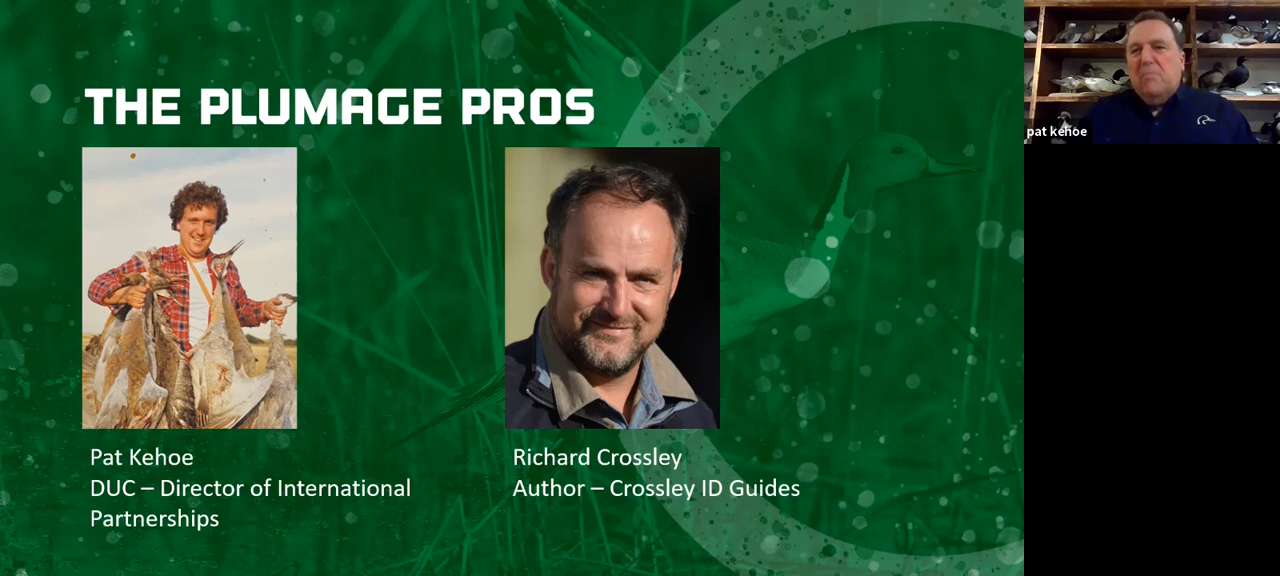 THE PLUMAGE PROS
pat kehoe
Pat Kehoe
DUC – Director of International
Partnerships
Richard Crossley
Author – Crossley ID Guides